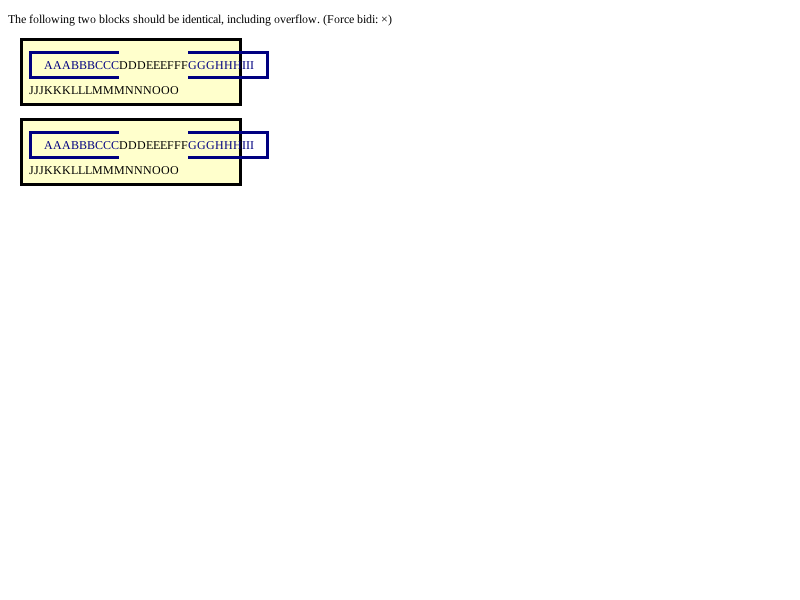 The following two blocks should be identical, including overflow. (Force bidi: ×)
AAABBBCCCDDDEEEFFFGGGHHHIII
JJJKKKLLLMMMNNNOOO
AAABBBCCCDDDEEEFFFGGGHHHIII
JJJKKKLLLMMMNNNOOO